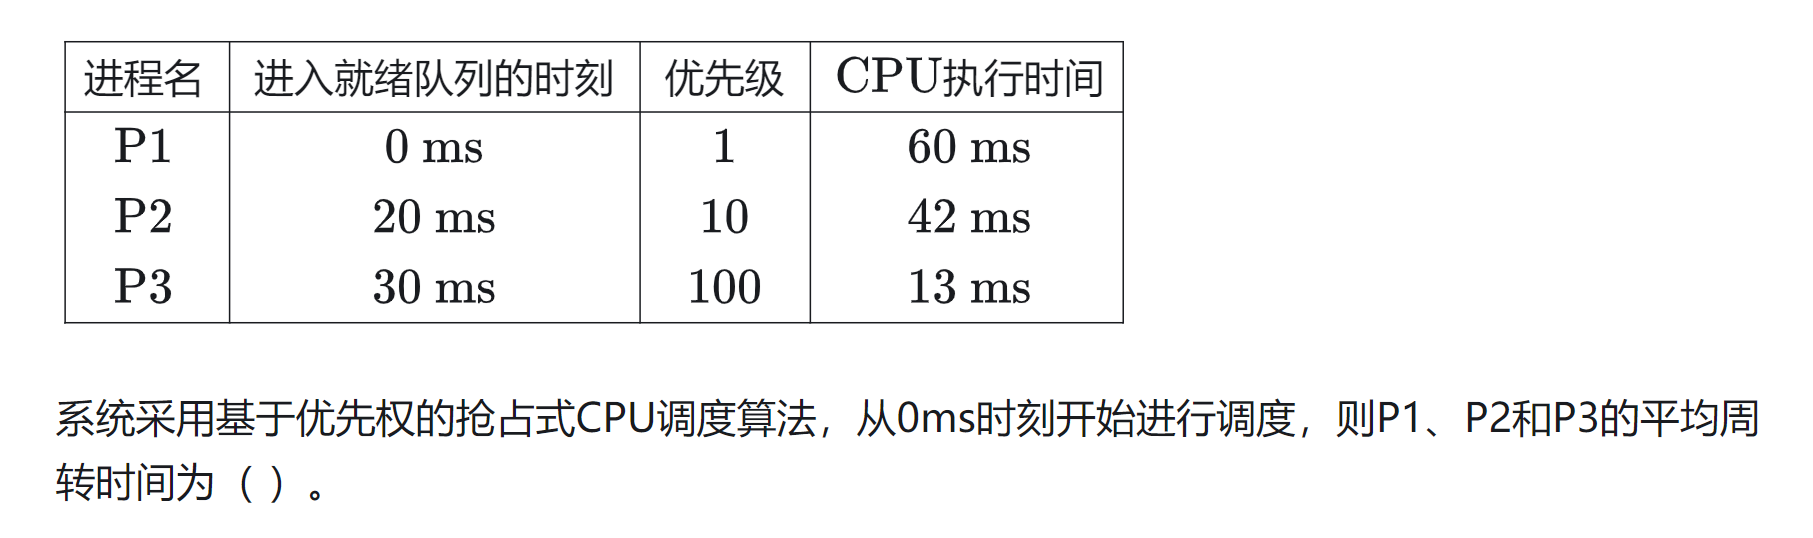 进程名 进入就绪队列的时刻 优先级 CPU执行时间
P1 0 ms 1 60 ms
P2 20 ms 10 42 ms
P3 30 ms 100 13 ms
系统采用基于优先权的抢占式CPU调度算法，从0ms时刻开始进行调度，则P1、P2和P3的平均周
转时间为（ ）。